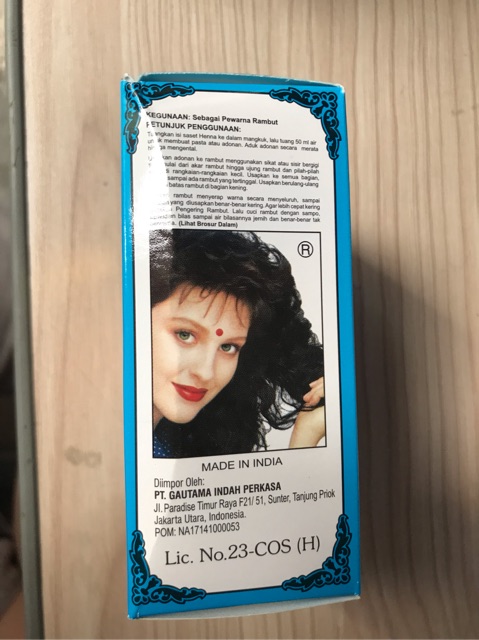 KEGUNAAN: Sebagai Pewarna Rambut
PETUNJUK PENGGUNAAN:
isi saset Henna ke dalam mangkuk, lalu tuang 50 ml air
membuat pasta atau adonan. Aduk adonan secara merata
mengental.
adonan ke rambut menggunakan sikat atau sisir bergigi
dari akar rambut hingga ujung rambut dan pilah-pilah
rangkaian-rangkaian kecil. Usapkan ke semua bagian,
sampai ada rambut yang tertinggal. Usapkan berulang-ulang
batas rambut di bagian kening.
rambut menyerap warna secara menyeluruh, sampai
yang diusapkan benar-benar kering. Agar lebih cepat kering
Pengering Rambut. Lalu cuci rambut dengan sampo,
bilas sampai air bilasannya jernih dan benar-benar tak
(Lihat Brosur Dalam)
®
MADE IN INDIA
Diimpor Oleh:
PT. GAUTAMA INDAH PERKASA
Jl. Paradise Timur Raya F21/ 51, Sunter, Tanjung Priok
Jakarta Utara, Indonesia.
POM: NA17141000053
Lic. No.23-COS (H)